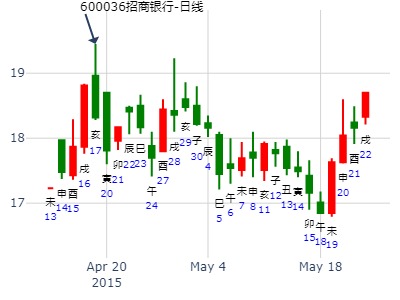 600036招商银行-日线
19
18
17
未
13
申
14
酉
15
戌
16
亥
17
寅
20
卯
21
辰
22
巳
23
午
24
酉
27
戌
28
亥
29
子
30
辰
4
巳
5
午
6
未
7
申
8
亥
11
子
12
丑
13
寅
14
卯
15
午
18
未
19
申
20
酉
21
戌
22
Apr 20
2015
May 4
May 18